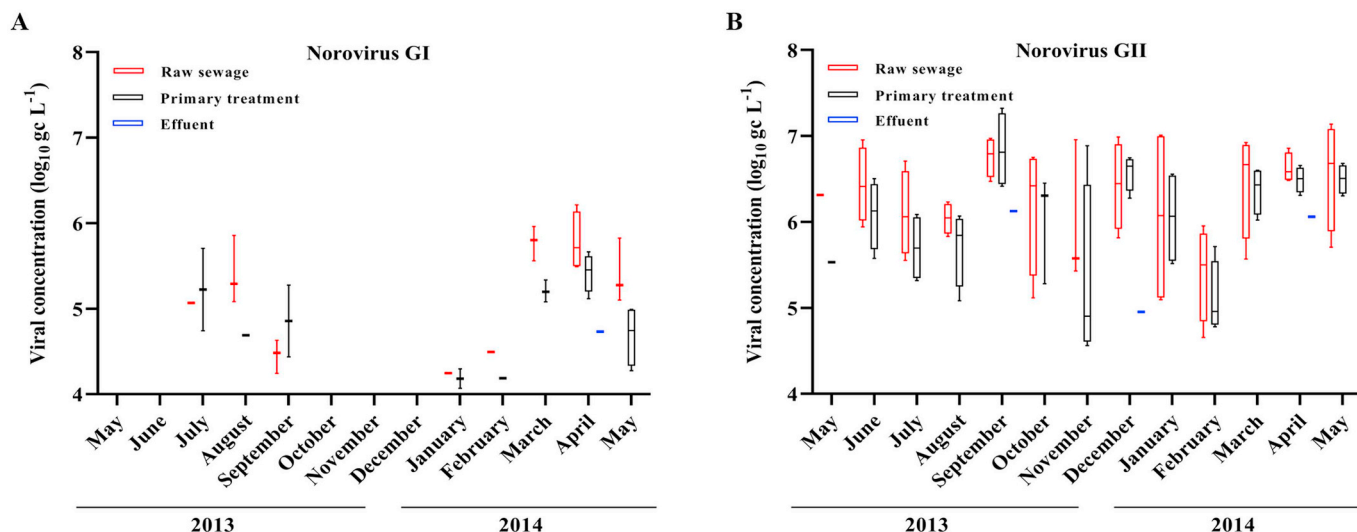 A
Norovirus GI
Raw sewage
Primary treatment
Effuent
Viral concentration (log₁₀ gc L⁻¹)
8
7
6
5
4
May
June
July
August
September
October
November
December
January
February
March
April
May
2013
2014
B
Norovirus GII
Raw sewage
Primary treatment
Effuent
Viral concentration (log₁₀ gc L⁻¹)
8
7
6
5
4
May
June
July
August
September
October
November
December
January
February
March
April
May
2013
2014